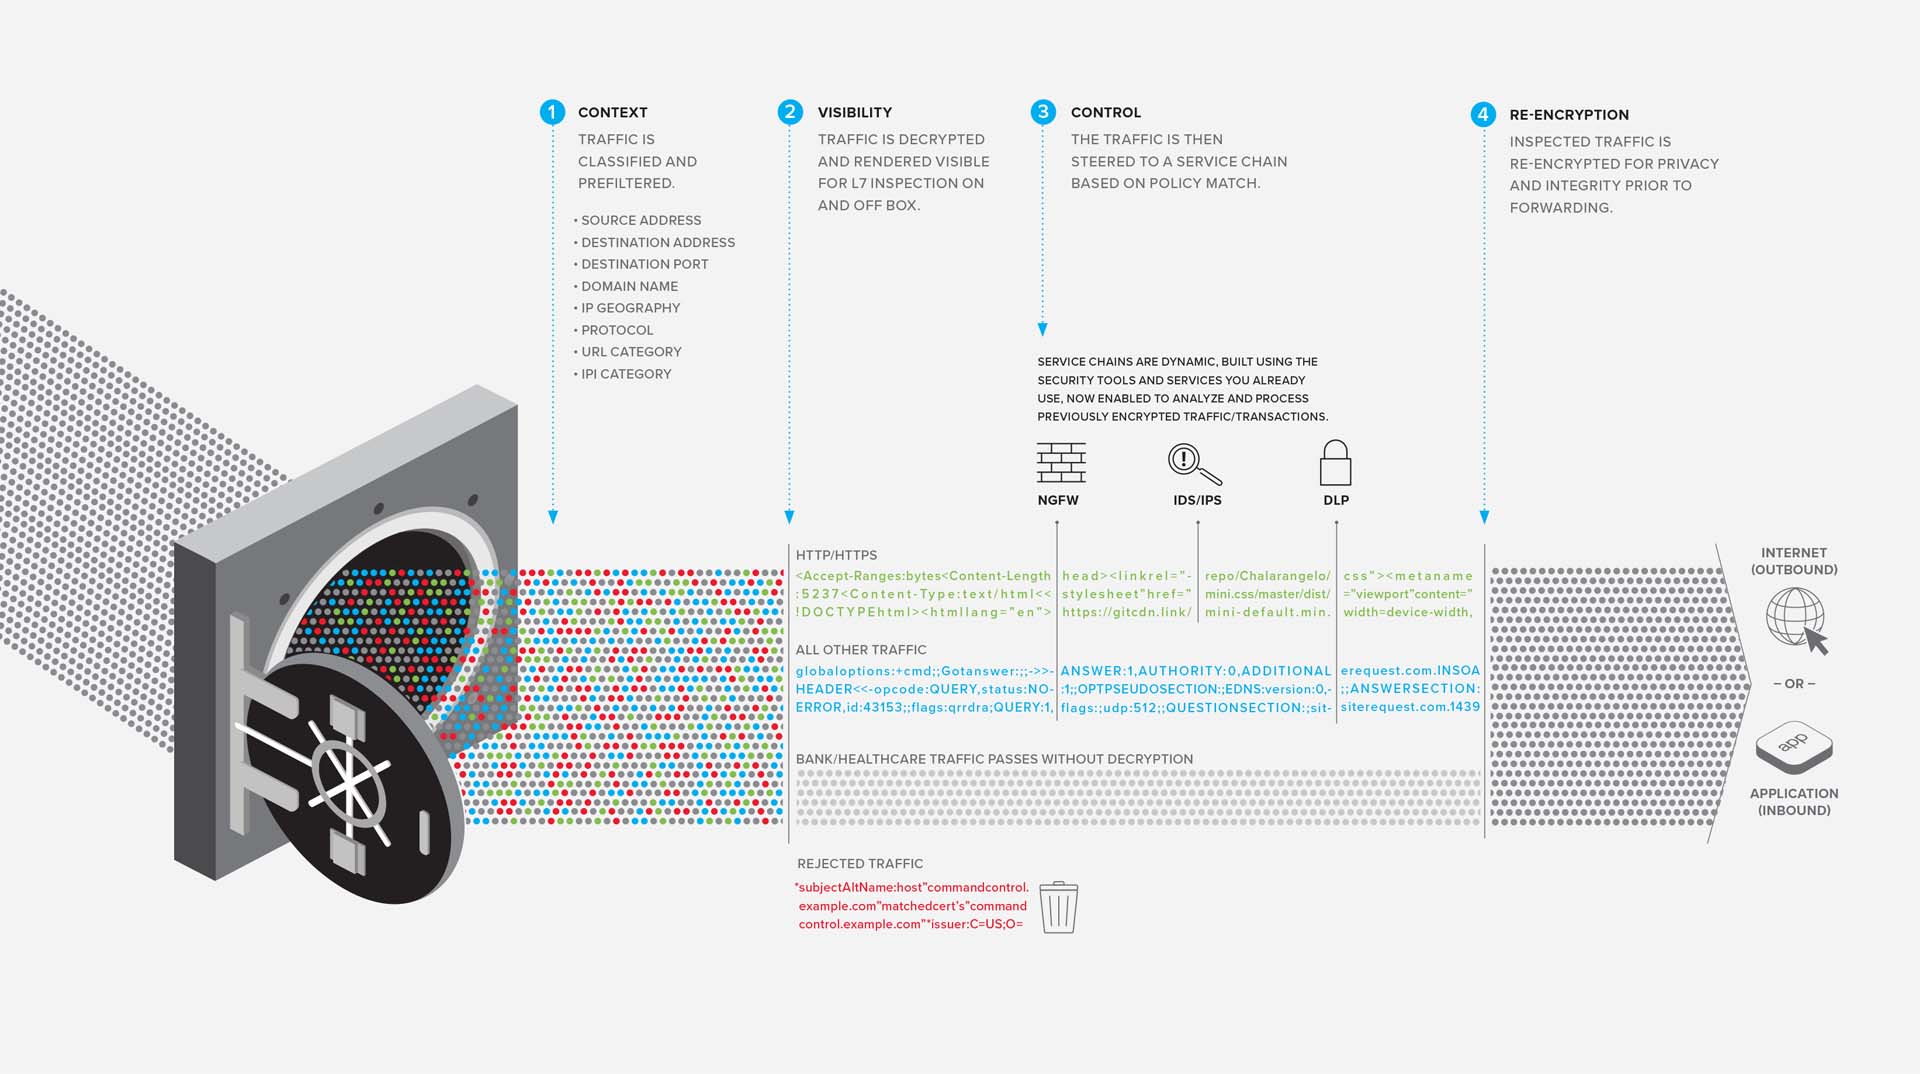 1 CONTEXT
TRAFFIC IS
CLASSIFIED AND
PREFILTERED.
• SOURCE ADDRESS
• DESTINATION ADDRESS
• DESTINATION PORT
• DOMAIN NAME
• IP GEOGRAPHY
• PROTOCOL
• URL CATEGORY
• IPI CATEGORY
2 VISIBILITY
TRAFFIC IS DECRYPTED
AND RENDERED VISIBLE
FOR L7 INSPECTION ON
AND OFF BOX.
3 CONTROL
THE TRAFFIC IS THEN
STEERED TO A SERVICE CHAIN
BASED ON POLICY MATCH.
SERVICE CHAINS ARE DYNAMIC, BUILT USING THE
SECURITY TOOLS AND SERVICES YOU ALREADY
USE, NOW ENABLED TO ANALYZE AND PROCESS
PREVIOUSLY ENCRYPTED TRAFFIC/TRANSACTIONS.
NGFW
IDS/IPS
DLP
4 RE-ENCRYPTION
INSPECTED TRAFFIC IS
RE-ENCRYPTED FOR PRIVACY
AND INTEGRITY PRIOR TO
FORWARDING.
HTTP/HTTPS
<Accept-Ranges:bytes<Content-Length
:5237<Content-Type:text/html<<
!DOCTYPEhtml><htmllang="en">
head><linkrel="-
stylesheet"href="
https://gitcdn.link/
repo/Chalarangelo/
mini.css/master/dist/
mini-default.min.
css"><metaname
="viewport"content="
width=device-width,
ALL OTHER TRAFFIC
globaloptions:+cmd;;Gotanswer:;;->>-
HEADER<<-opcode:QUERY,status:NO-
ERROR,id:43153;;flags:qrrdra;QUERY:1,
ANSWER:1,AUTHORITY:0,ADDITIONAL
:1;;OPTPSEUDOSECTION:;EDNS:version:0,-
flags:;udp:512;;QUESTIONSECTION:;sit-
erequest.com.INSOA
;;ANSWERSECTION:
siterequest.com.1439
BANK/HEALTHCARE TRAFFIC PASSES WITHOUT DECRYPTION
REJECTED TRAFFIC
*subjectAltName:host"commandcontrol.
example.com"matchedcert's"command
control.example.com"*issuer:C=US;O=
INTERNET
(OUTBOUND)
– OR –
app
APPLICATION
(INBOUND)